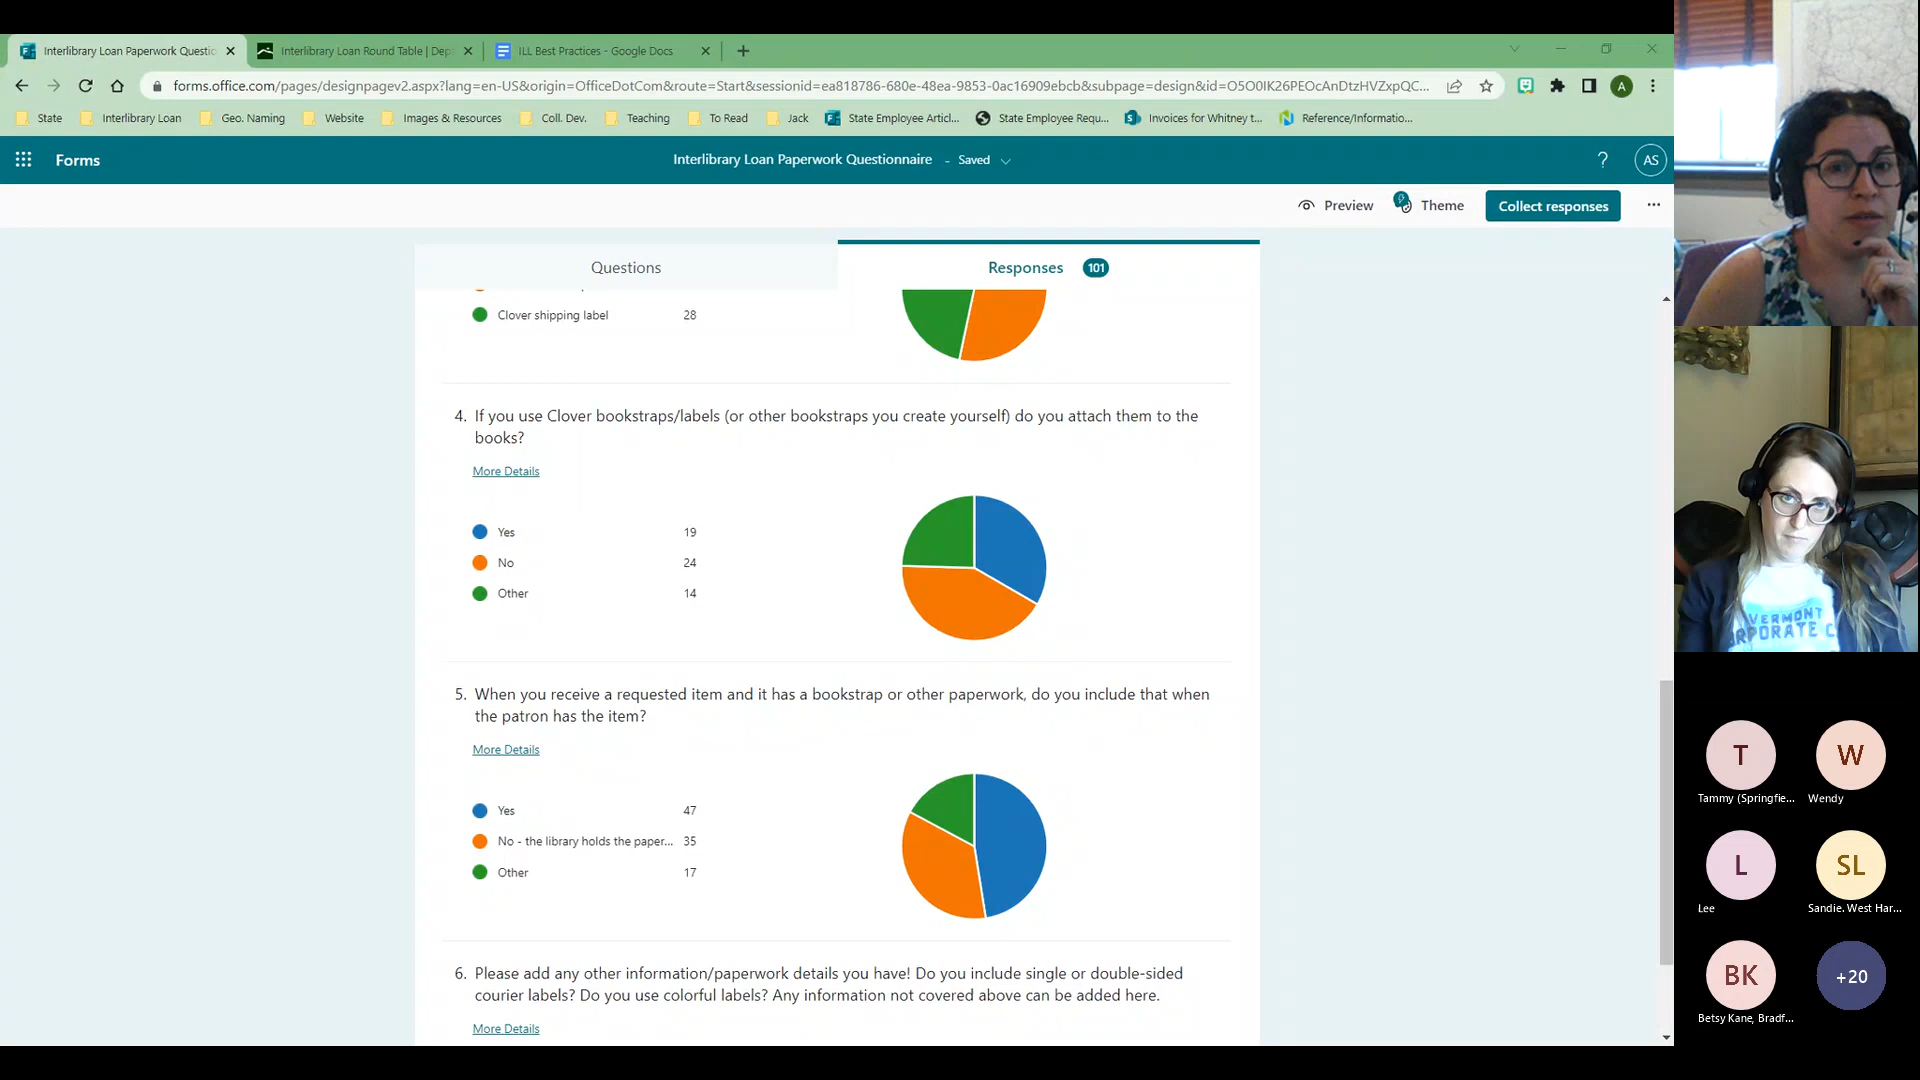 Interlibrary Loan Paperwork Questio
Interlibrary Loan Round Table | Dep
ILL Best Practices - Google Docs
forms.office.com/pages/designpagev2.aspx?lang=en-US&origin=OfficeDotCom&route=Start&sessionid=ea818786-680e-48ea-9853-0ac16909ebcb&subpage=design&id=O5O0IK26PEOcAnDtzHVZxpQC...
A
State
Interlibrary Loan
Geo. Naming
Website
Images & Resources
Coll. Dev.
Teaching
To Read
Jack
State Employee Articl...
State Employee Requ...
Invoices for Whitney t...
Reference/Informatio...
Forms
Interlibrary Loan Paperwork Questionnaire - Saved
?
AS
Preview
Theme
Collect responses
...
Questions
Responses 101
Clover shipping label 28
4. If you use Clover bookstraps/labels (or other bookstraps you create yourself) do you attach them to the
books?
More Details
Yes 19
No 24
Other 14
5. When you receive a requested item and it has a bookstrap or other paperwork, do you include that when
the patron has the item?
More Details
Yes 47
No - the library holds the paper... 35
Other 17
6. Please add any other information/paperwork details you have! Do you include single or double-sided
courier labels? Do you use colorful labels? Any information not covered above can be added here.
More Details
VERMONT
T
Tammy (Springfie...
W
Wendy
L
Lee
SL
Sandie. West Har...
BK
Betsy Kane, Bradf...
+20